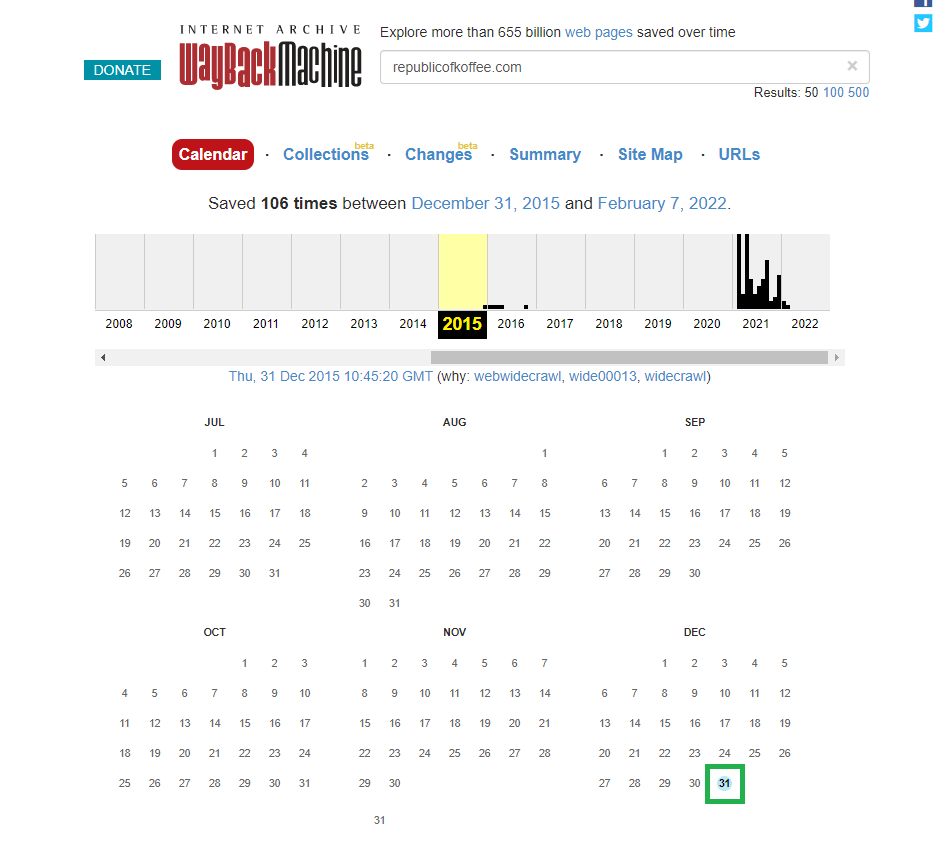 INTERNET ARCHIVE
WayBackMachine
DONATE
Explore more than 655 billion web pages saved over time
republicofkoffee.com ×
Results: 50 100 500
Calendar · Collections beta · Changes beta · Summary · Site Map · URLs
Saved 106 times between December 31, 2015 and February 7, 2022.
2008 2009 2010 2011 2012 2013 2014 2015 2016 2017 2018 2019 2020 2021 2022
Thu, 31 Dec 2015 10:45:20 GMT (why: webwidecrawl, wide00013, widecrawl)
JUL
1 2 3 4
5 6 7 8 9 10 11
12 13 14 15 16 17 18
19 20 21 22 23 24 25
26 27 28 29 30 31
AUG
1
2 3 4 5 6 7 8
9 10 11 12 13 14 15
16 17 18 19 20 21 22
23 24 25 26 27 28 29
30 31
SEP
1 2 3 4 5
6 7 8 9 10 11 12
13 14 15 16 17 18 19
20 21 22 23 24 25 26
27 28 29 30
OCT
1 2 3
4 5 6 7 8 9 10
11 12 13 14 15 16 17
18 19 20 21 22 23 24
25 26 27 28 29 30 31
NOV
1 2 3 4 5 6 7
8 9 10 11 12 13 14
15 16 17 18 19 20 21
22 23 24 25 26 27 28
29 30
DEC
1 2 3 4 5
6 7 8 9 10 11 12
13 14 15 16 17 18 19
20 21 22 23 24 25 26
27 28 29 30 31
31